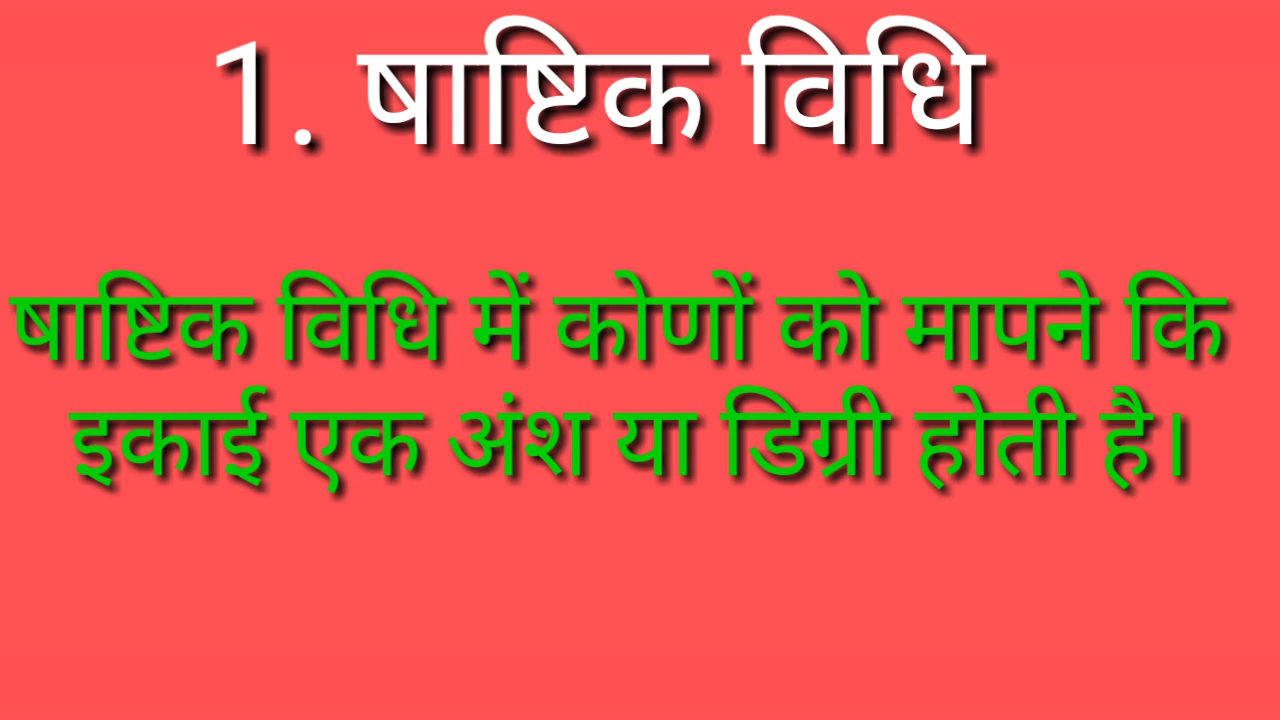 1. षाष्टिक विधि
षाष्टिक विधि में कोणों को मापने कि
इकाई एक अंश या डिग्री होती है।